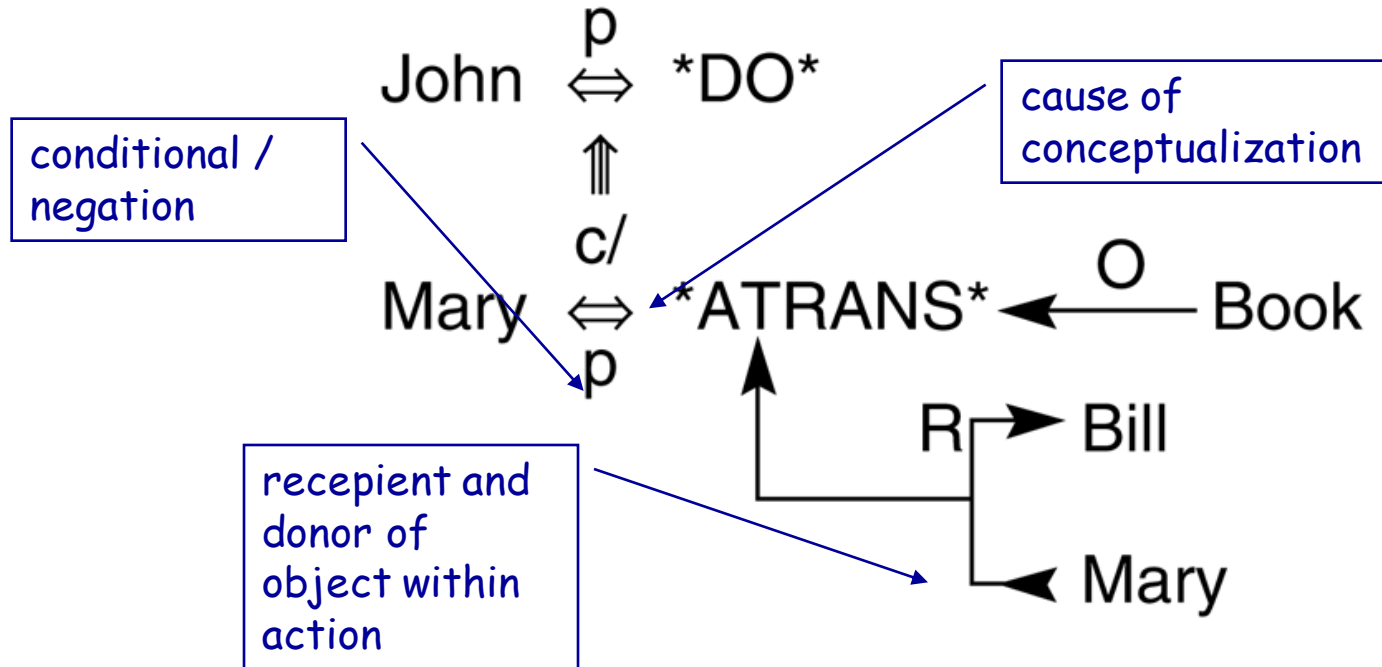 p
John ⇔ *DO*
cause of
conceptualization
conditional /
negation
⇑
c/
O
Mary ⇔ *ATRANS* Book
p
R Bill
recepient and
donor of
object within
action
Mary